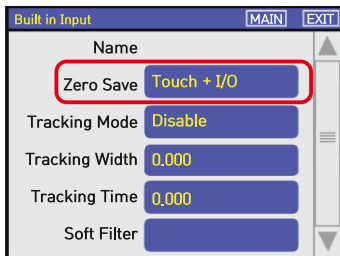 Built in Input MAIN EXIT
Name
Zero Save Touch + I/O
Tracking Mode Disable
Tracking Width 0.000
Tracking Time 0.000
Soft Filter